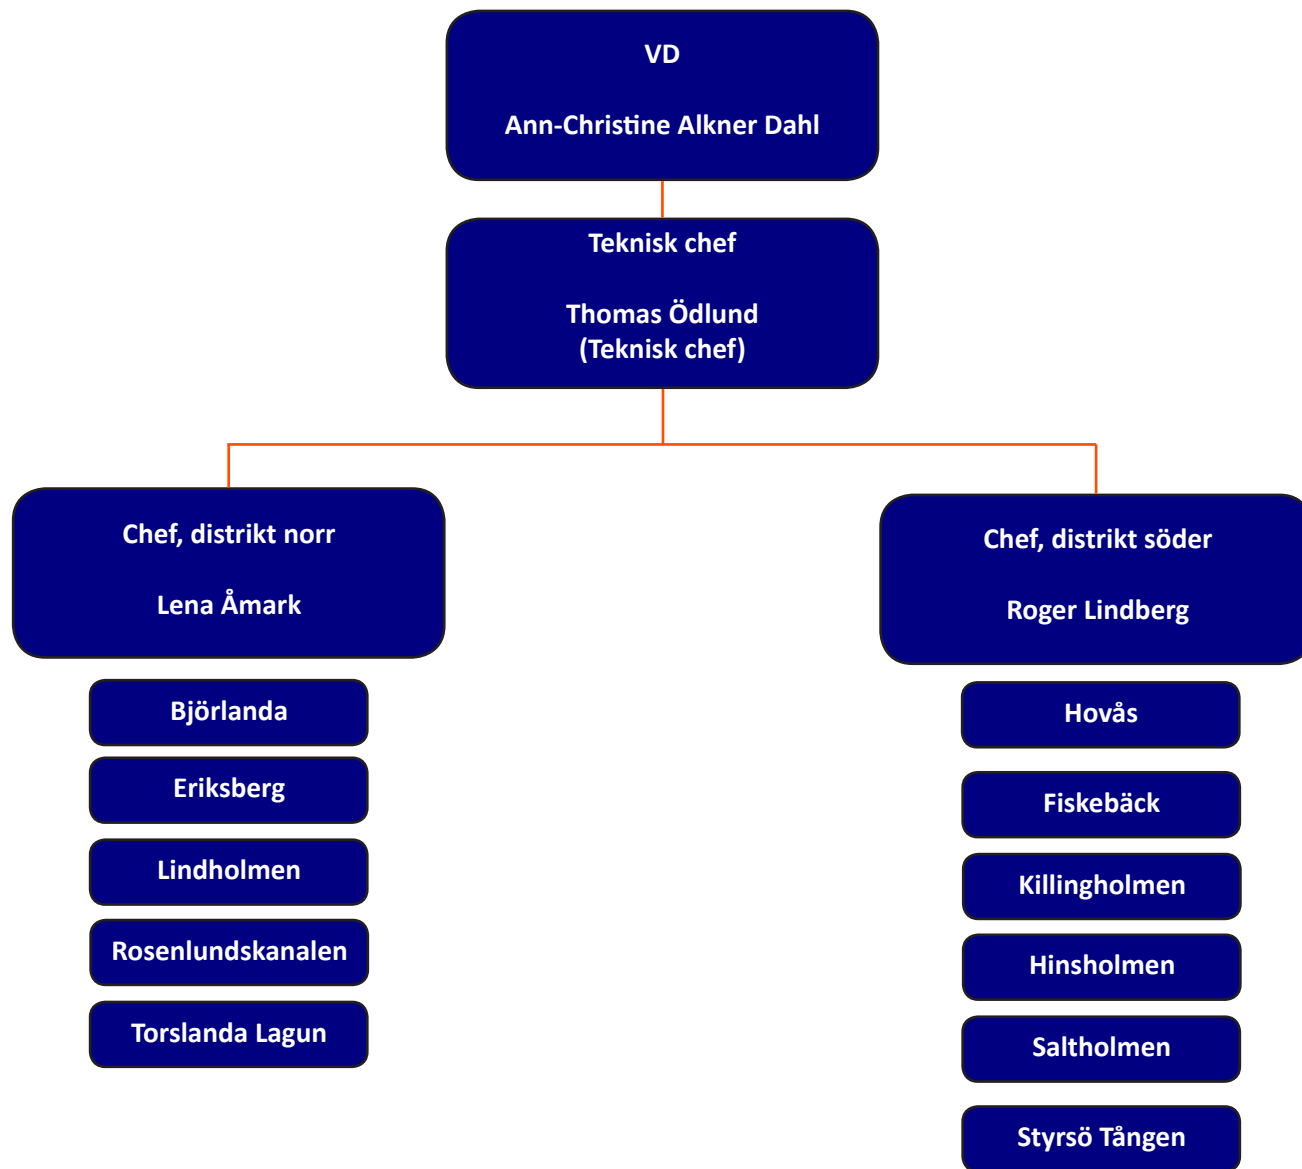 VD
Ann-Christine Alkner Dahl
Teknisk chef
Thomas Ödlund
(Teknisk chef)
Chef, distrikt norr
Lena Åmark
Björlanda
Eriksberg
Lindholmen
Rosenlundskanalen
Torslanda Lagun
Chef, distrikt söder
Roger Lindberg
Hovås
Fiskebäck
Killingholmen
Hinsholmen
Saltholmen
Styrsö Tången